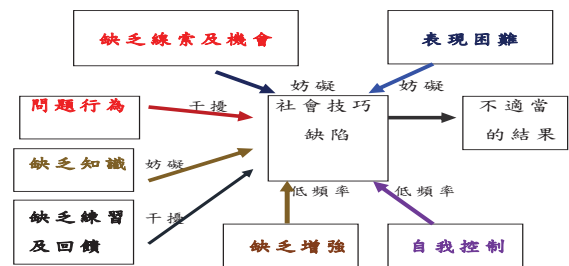 缺乏線索及機會
表現困難
妨礙
妨礙
問題行為
干擾
社會技巧
缺陷
不適當
的結果
缺乏知識
妨礙
低頻率
低頻率
缺乏練習
及回饋
干擾
缺乏增強
自我控制